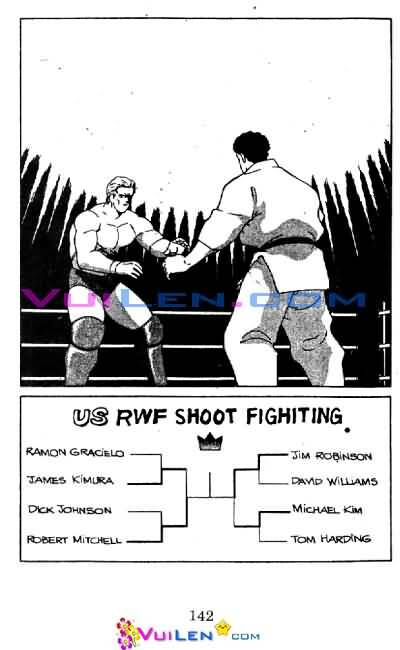 VUILEN.COM
US RWF SHOOT FIGHITING.
RAMON GRACIELO
JAMES KIMURA
DICK JOHNSON
ROBERT MITCHELL
JIM ROBINSON
DAVID WILLIAMS
MICHAEL KIM
TOM HARDING
142
VUILEN COM